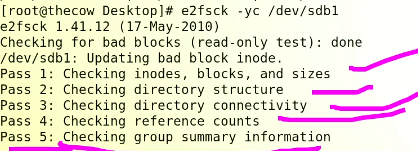 [root@thecow Desktop]# e2fsck -yc /dev/sdb1
e2fsck 1.41.12 (17-May-2010)
Checking for bad blocks (read-only test): done
/dev/sdb1: Updating bad block inode.
Pass 1: Checking inodes, blocks, and sizes
Pass 2: Checking directory structure
Pass 3: Checking directory connectivity
Pass 4: Checking reference counts
Pass 5: Checking group summary information